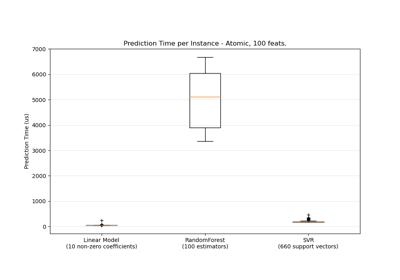 Prediction Time per Instance - Atomic, 100 feats.
7000
6000
5000
4000
3000
2000
1000
0
Prediction Time (us)
Linear Model
(10 non-zero coefficients)
RandomForest
(100 estimators)
SVR
(660 support vectors)